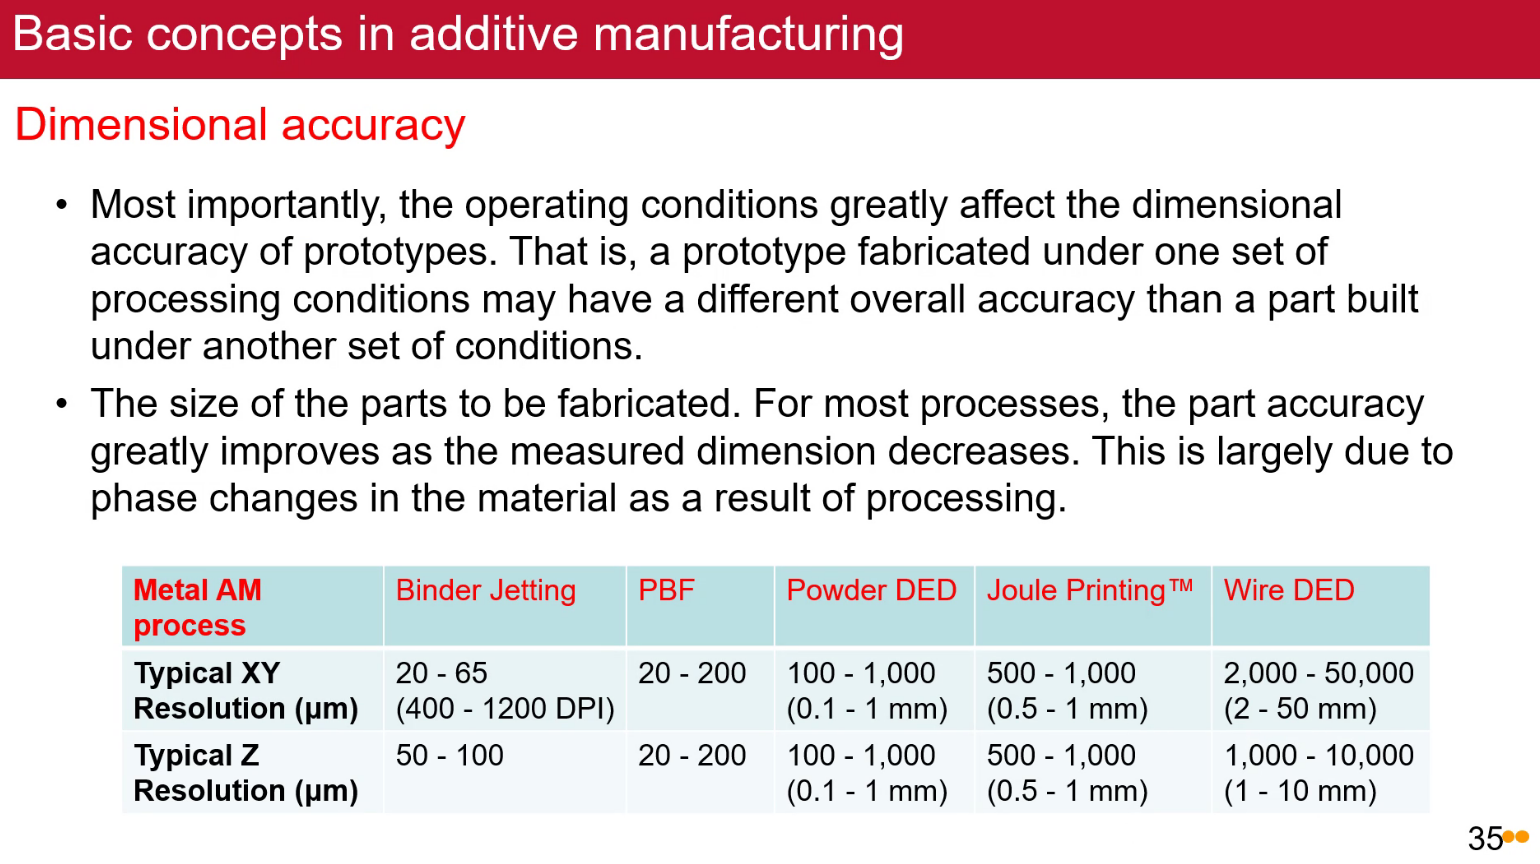 Basic concepts in additive manufacturing
Dimensional accuracy
• Most importantly, the operating conditions greatly affect the dimensional
accuracy of prototypes. That is, a prototype fabricated under one set of
processing conditions may have a different overall accuracy than a part built
under another set of conditions.
• The size of the parts to be fabricated. For most processes, the part accuracy
greatly improves as the measured dimension decreases. This is largely due to
phase changes in the material as a result of processing.
Metal AM process Binder Jetting PBF Powder DED Joule Printing™ Wire DED
Typical XY Resolution (µm) 20 - 65 (400 - 1200 DPI) 20 - 200 100 - 1,000 (0.1 - 1 mm) 500 - 1,000 (0.5 - 1 mm) 2,000 - 50,000 (2 - 50 mm)
Typical Z Resolution (µm) 50 - 100 20 - 200 100 - 1,000 (0.1 - 1 mm) 500 - 1,000 (0.5 - 1 mm) 1,000 - 10,000 (1 - 10 mm)
35